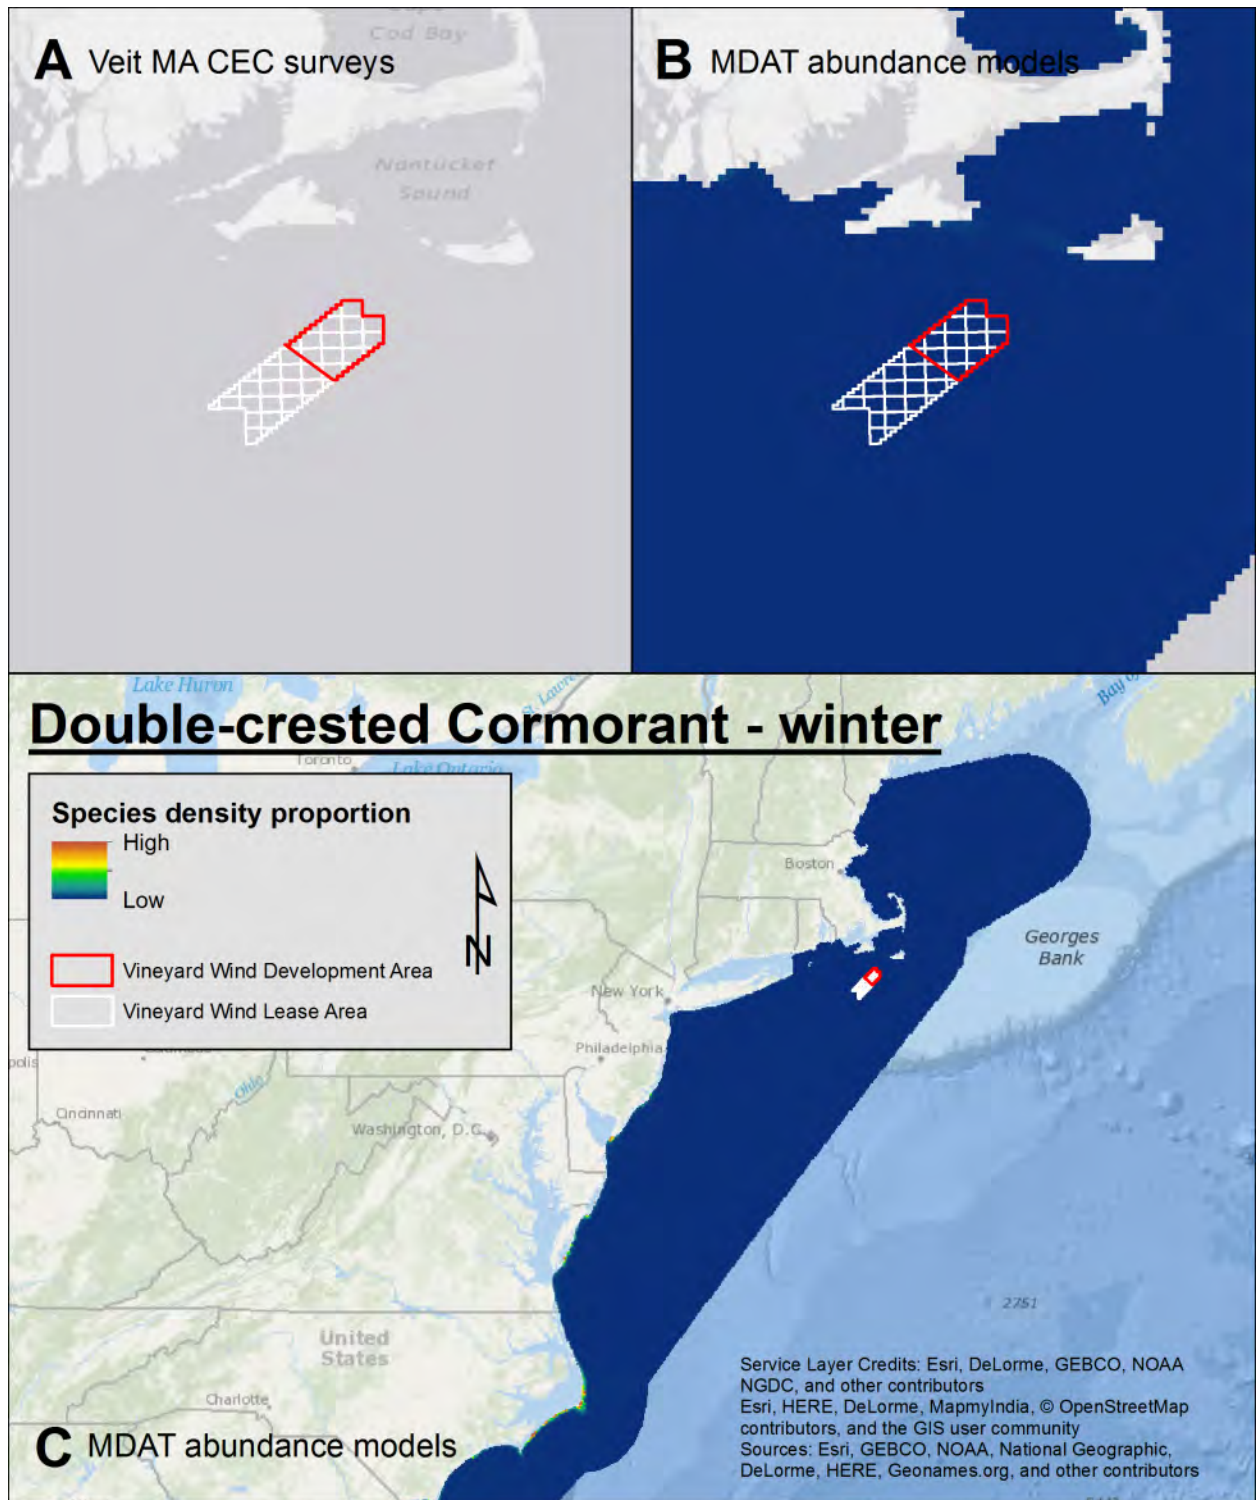 A Veit MA CEC surveys
Cod Bay
Nantucket
Sound
B MDAT abundance models
Lake Huron
St. Lawre
Bay o
Double-crested Cormorant - winter
Toronto
Lake Ontario
Species density proportion
High
Low
N
Vineyard Wind Development Area
Vineyard Wind Lease Area
Boston
Georges
Bank
New York
Philadelphia
polis
Ohio
Cincinnati
Washington, D.C.
2751
United
States
Charlotte
Service Layer Credits: Esri, DeLorme, GEBCO, NOAA
NGDC, and other contributors
Esri, HERE, DeLorme, MapmyIndia, © OpenStreetMap
contributors, and the GIS user community
Sources: Esri, GEBCO, NOAA, National Geographic,
DeLorme, HERE, Geonames.org, and other contributors
C MDAT abundance models